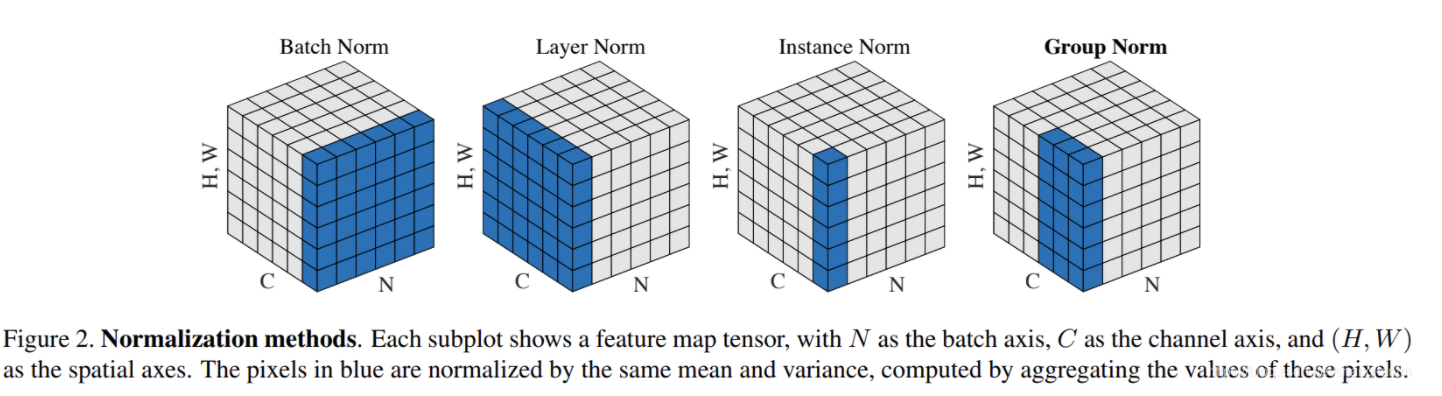 Batch Norm
Layer Norm
Instance Norm
Group Norm
H, W
C
N
H, W
C
N
H, W
C
N
H, W
C
N
Figure 2. Normalization methods. Each subplot shows a feature map tensor, with N as the batch axis, C as the channel axis, and (H, W)
as the spatial axes. The pixels in blue are normalized by the same mean and variance, computed by aggregating the values of these pixels.